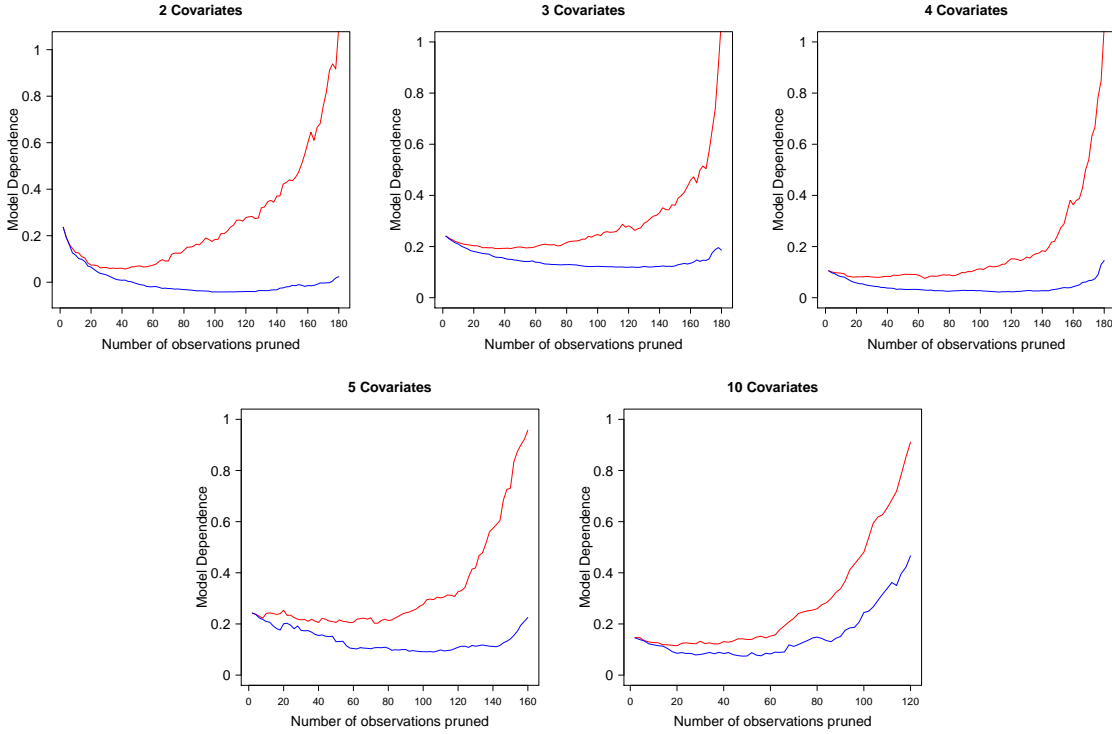 2 Covariates
Model Dependence
1
0.8
0.6
0.4
0.2
0
0 20 40 60 80 100 120 140 160 180
Number of observations pruned
3 Covariates
Model Dependence
1
0.8
0.6
0.4
0.2
0
0 20 40 60 80 100 120 140 160 180
Number of observations pruned
4 Covariates
Model Dependence
1
0.8
0.6
0.4
0.2
0
0 20 40 60 80 100 120 140 160 180
Number of observations pruned
5 Covariates
Model Dependence
1
0.8
0.6
0.4
0.2
0
0 20 40 60 80 100 120 140 160
Number of observations pruned
10 Covariates
Model Dependence
1
0.8
0.6
0.4
0.2
0
0 20 40 60 80 100 120
Number of observations pruned